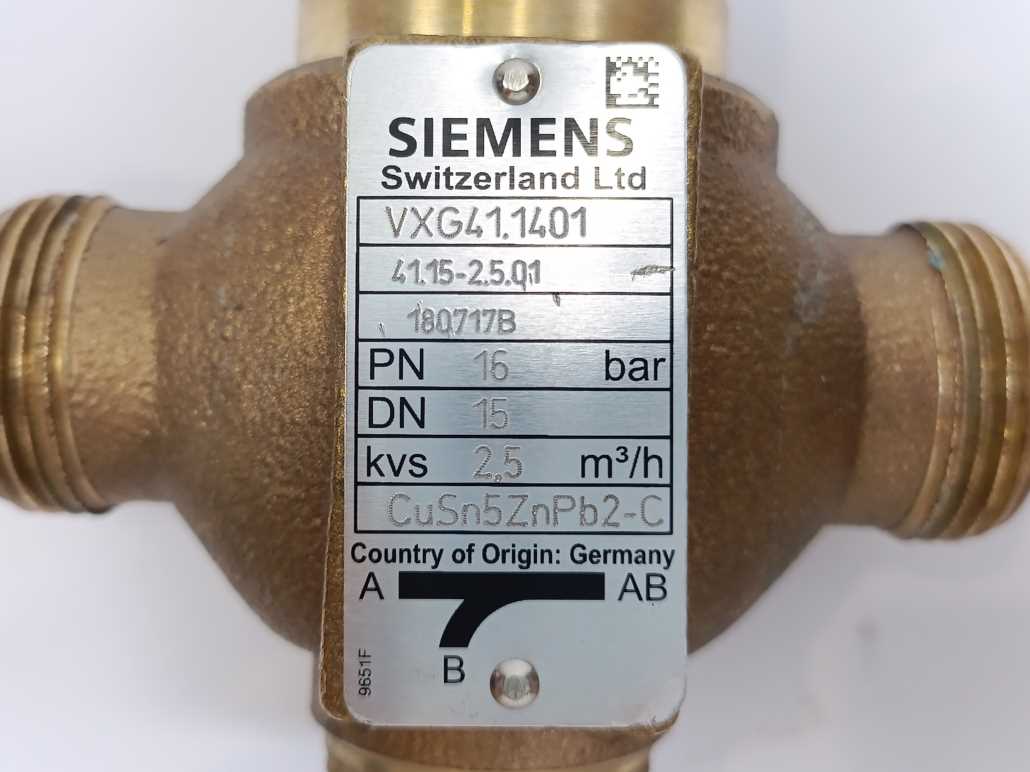 SIEMENS
Switzerland Ltd
VXG41.1401
41.15-2.5.01
180717B
PN 16 bar
DN 15
kvs 2,5 m³/h
CuSn5ZnPb2-C
Country of Origin: Germany
A AB
B
9651F